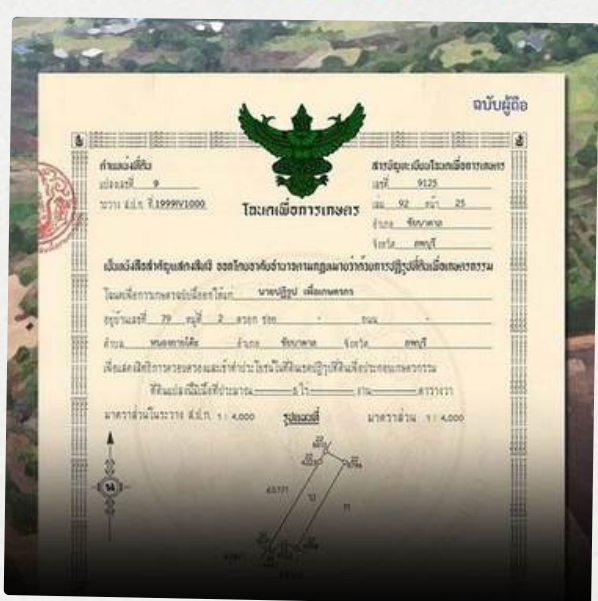 ฉบับผู้ถือ
ตำแหน่งที่ดิน
แปลงเลขที่ 9
ระวาง ส.ป.ก. ที่ 1999IV1000
โฉนดเพื่อการเกษตร
สารบัญทะเบียนโฉนดเพื่อการเกษตร
เลขที่ 9125
เล่ม 92 หน้า 25
อำเภอ ชัยบาดาล
จังหวัด ลพบุรี
เป็นหนังสือสำคัญแสดงสิทธิ ออกโดยอาศัยอำนาจตามกฎหมายว่าด้วยการปฏิรูปที่ดินเพื่อเกษตรกรรม
โฉนดเพื่อการเกษตรฉบับนี้ออกให้แก่ นายปฏิรูป เพื่อเกษตรกร
อยู่บ้านเลขที่ 79 หมู่ที่ 2 ตรอก ซอย - ถนน -
ตำบล หนองยายโต๊ะ อำเภอ ชัยบาดาล จังหวัด ลพบุรี
เพื่อแสดงสิทธิการครอบครองและเข้าทำประโยชน์ในที่ดินเขตปฏิรูปที่ดินเพื่อประกอบเกษตรกรรม
ที่ดินแปลงนี้มีเนื้อที่ประมาณ ไร่ งาน ตารางวา
มาตราส่วนในระวาง ส.ป.ก. 1 : 4,000 รูปแผนที่ มาตราส่วน 1 : 4,000
น